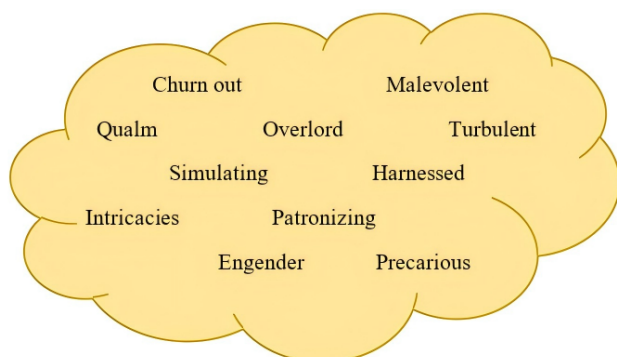 Churn out Malevolent
Qualm Overlord Turbulent
Simulating Harnessed
Intricacies Patronizing
Engender Precarious